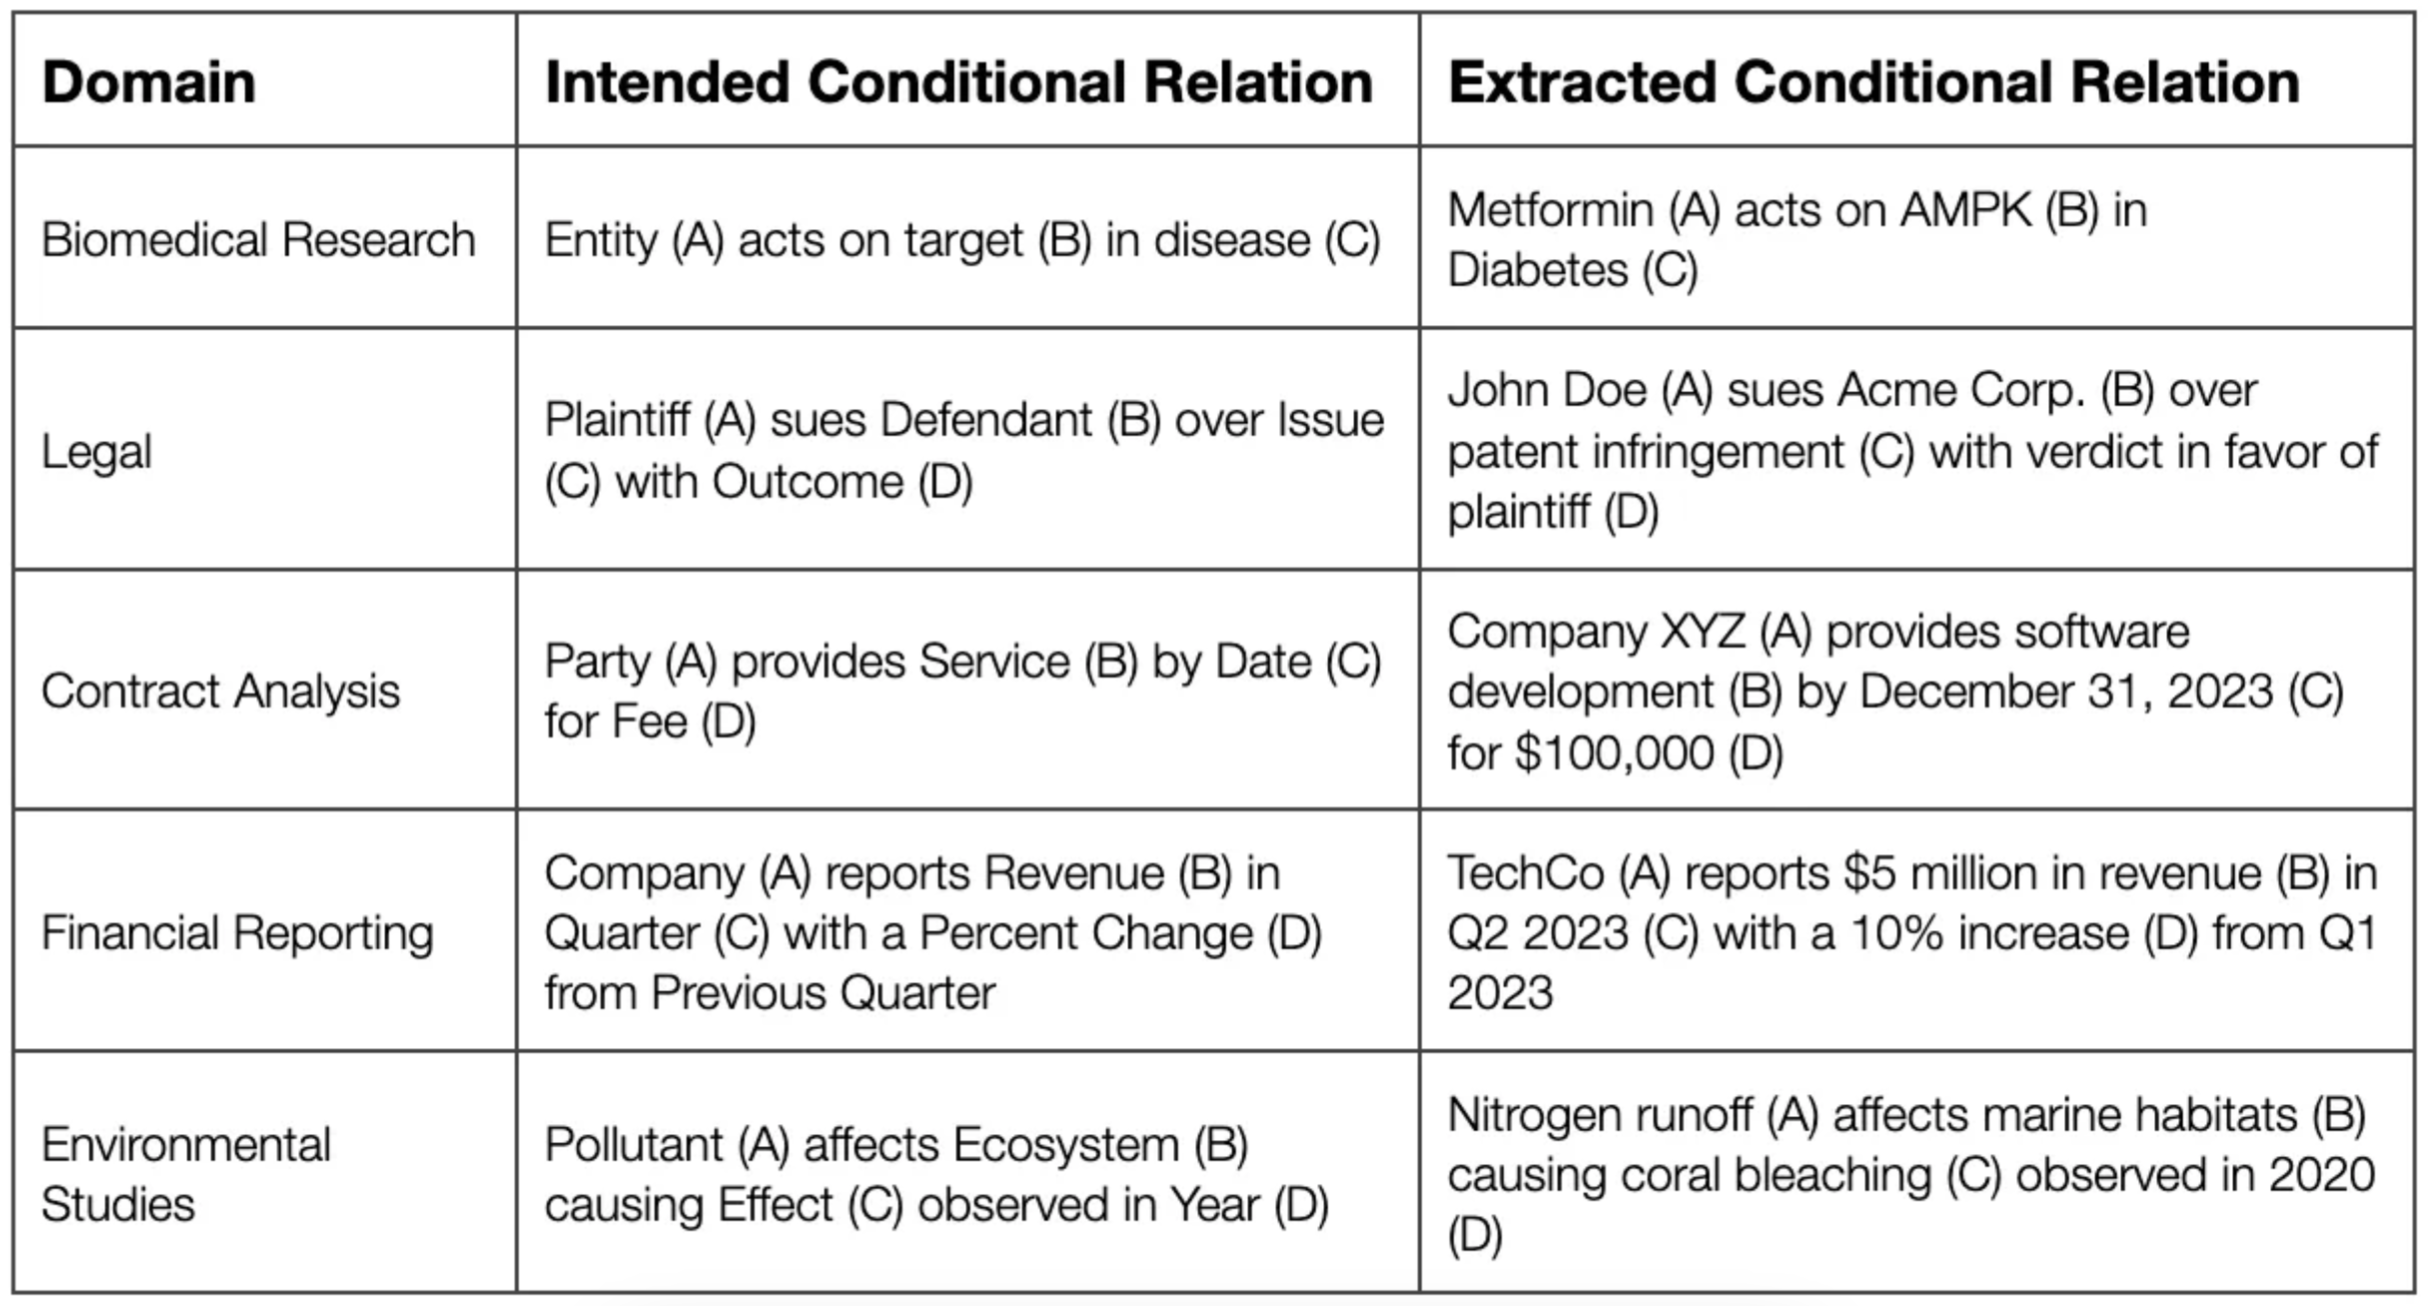 Domain
Intended Conditional Relation
Extracted Conditional Relation
Biomedical Research
Entity (A) acts on target (B) in disease (C)
Metformin (A) acts on AMPK (B) in
Diabetes (C)
Legal
Plaintiff (A) sues Defendant (B) over Issue
(C) with Outcome (D)
John Doe (A) sues Acme Corp. (B) over
patent infringement (C) with verdict in favor of
plaintiff (D)
Contract Analysis
Party (A) provides Service (B) by Date (C)
for Fee (D)
Company XYZ (A) provides software
development (B) by December 31, 2023 (C)
for $100,000 (D)
Financial Reporting
Company (A) reports Revenue (B) in
Quarter (C) with a Percent Change (D)
from Previous Quarter
TechCo (A) reports $5 million in revenue (B) in
Q2 2023 (C) with a 10% increase (D) from Q1
2023
Environmental
Studies
Pollutant (A) affects Ecosystem (B)
causing Effect (C) observed in Year (D)
Nitrogen runoff (A) affects marine habitats (B)
causing coral bleaching (C) observed in 2020
(D)